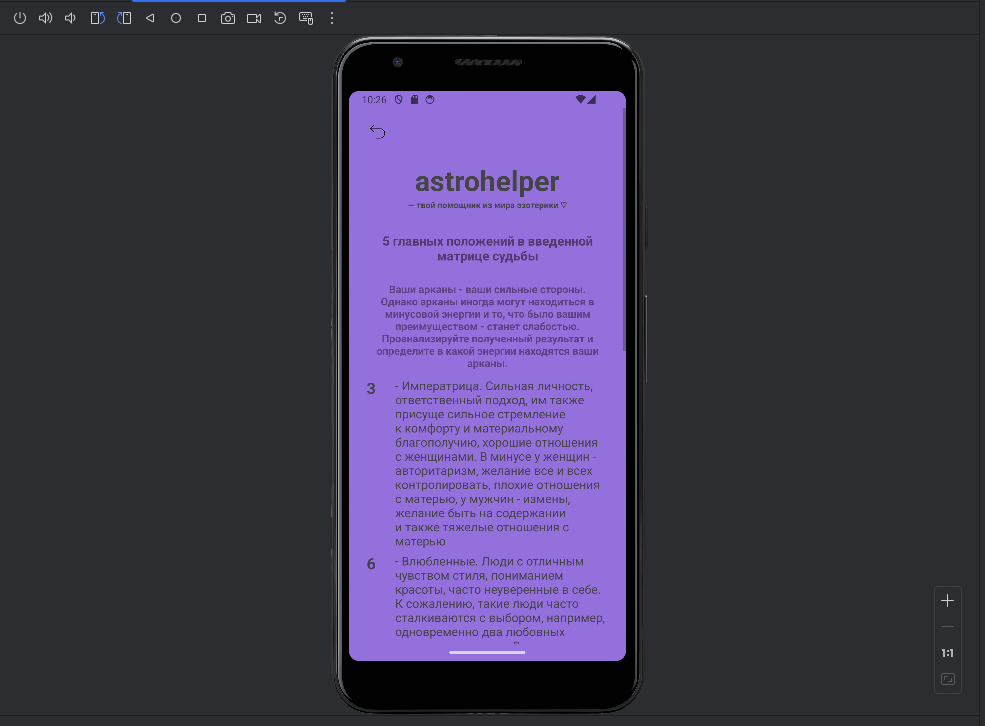 10:26
astrohelper
— твой помощник из мира эзотерики ♡
5 главных положений в введенной
матрице судьбы
Ваши арканы - ваши сильные стороны.
Однако арканы иногда могут находиться в
минусовой энергии и то, что было вашим
преимуществом - станет слабостью.
Проанализируйте полученный результат и
определите в какой энергии находятся ваши
арканы.
3 - Императрица. Сильная личность,
ответственный подход, им также
присуще сильное стремление
к комфорту и материальному
благополучию, хорошие отношения
с женщинами. В минусе у женщин -
авторитаризм, желание все и всех
контролировать, плохие отношения
с матерью, у мужчин - измены,
желание быть на содержании
и также тяжелые отношения с
матерью
6 - Влюбленные. Люди с отличным
чувством стиля, пониманием
красоты, часто неуверенные в себе.
К сожалению, такие люди часто
сталкиваются с выбором, например,
одновременно два любовных
1:1